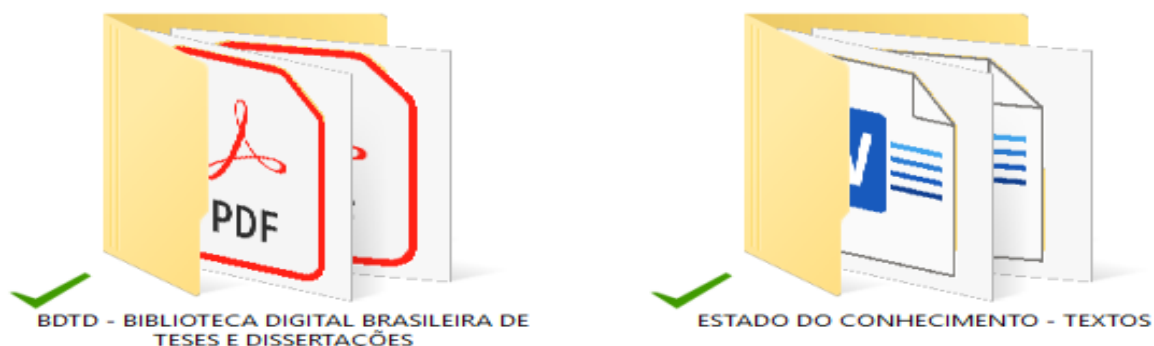 PDF
BDTD - BIBLIOTECA DIGITAL BRASILEIRA DE
TESES E DISSERTAÇÕES
ESTADO DO CONHECIMENTO - TEXTOS